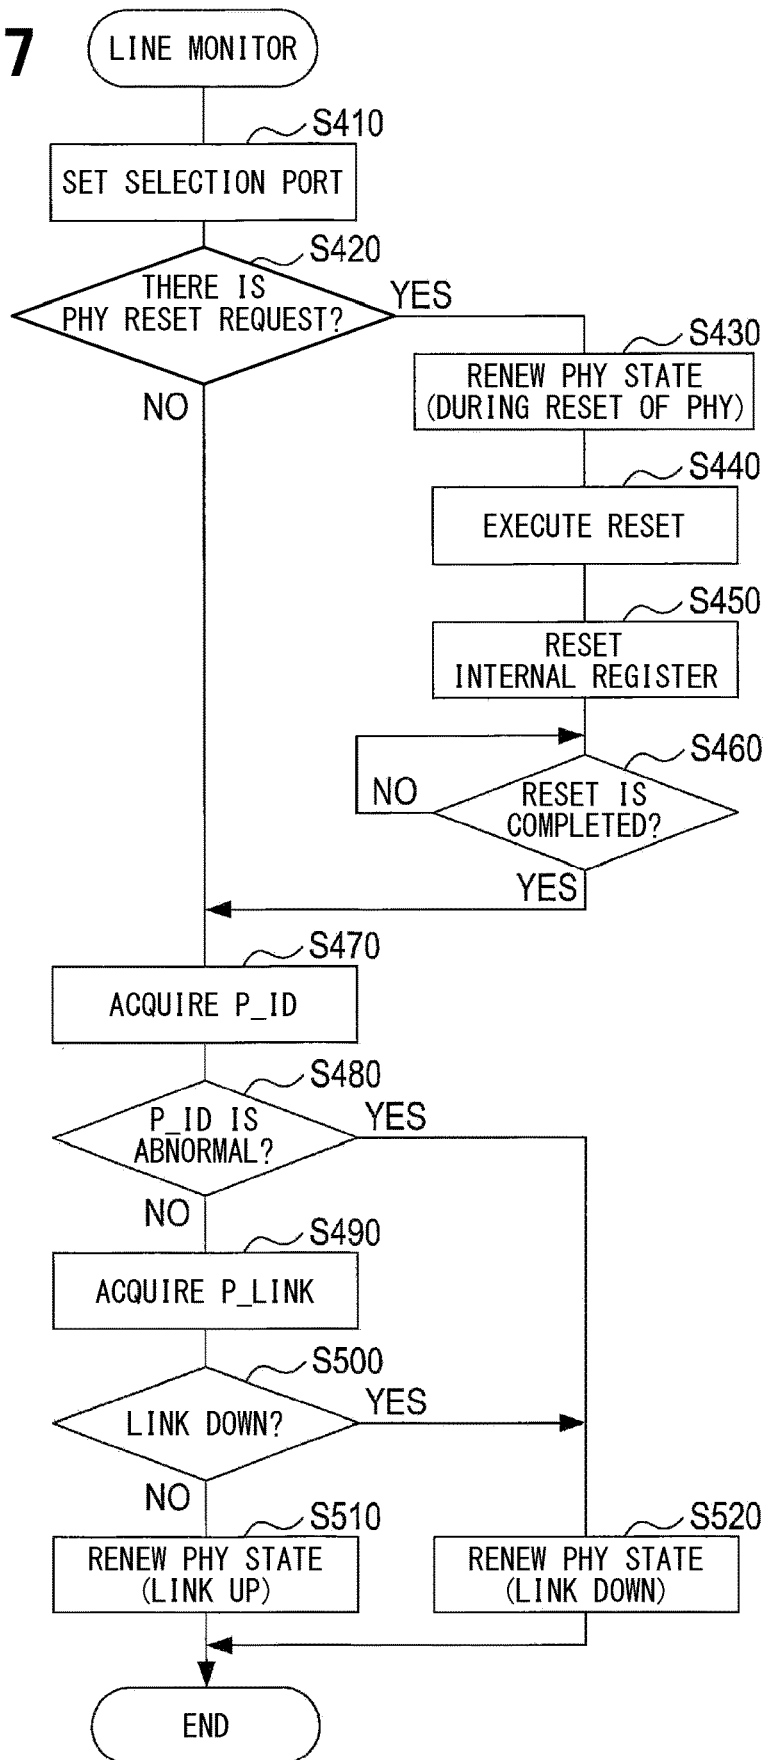 7
LINE MONITOR
S410
SET SELECTION PORT
S420
THERE IS
PHY RESET REQUEST?
YES
NO
S430
RENEW PHY STATE
(DURING RESET OF PHY)
S440
EXECUTE RESET
S450
RESET
INTERNAL REGISTER
S460
RESET IS
COMPLETED?
NO
YES
S470
ACQUIRE P_ID
S480
P_ID IS
ABNORMAL?
YES
NO
S490
ACQUIRE P_LINK
S500
LINK DOWN?
YES
NO
S510
RENEW PHY STATE
(LINK UP)
S520
RENEW PHY STATE
(LINK DOWN)
END